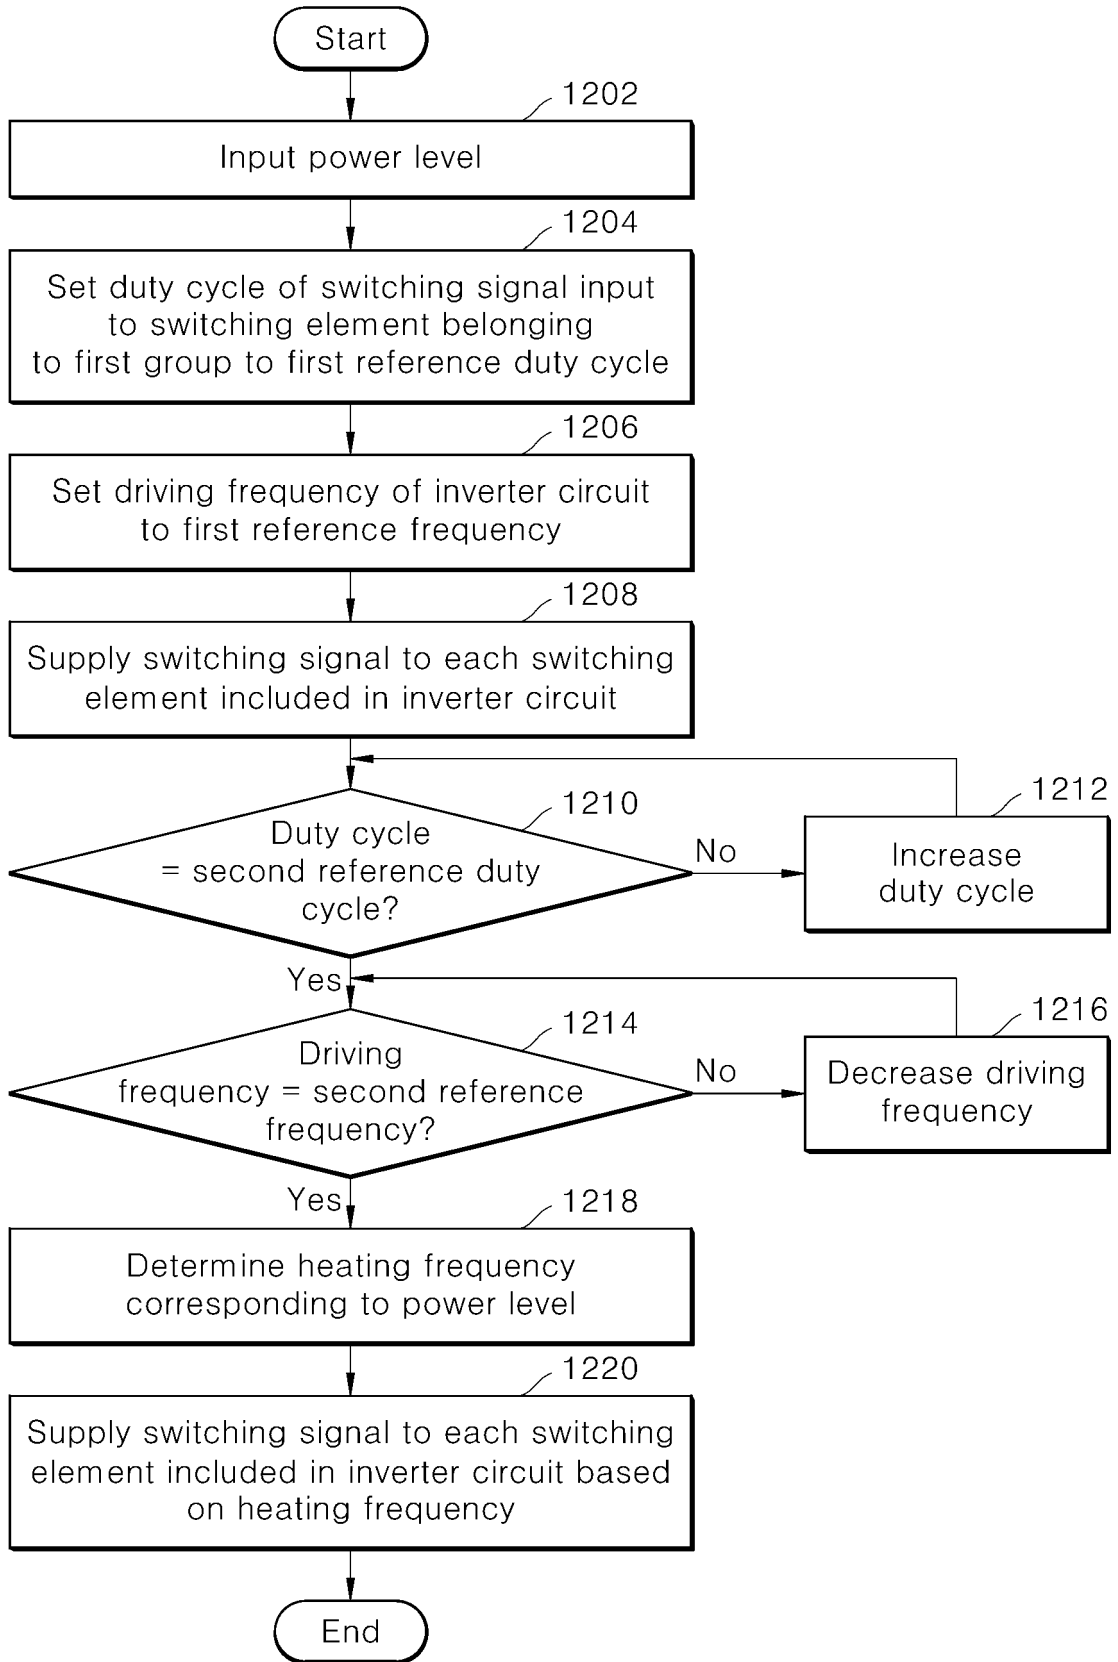 Start
1202
Input power level
1204
Set duty cycle of switching signal input
to switching element belonging
to first group to first reference duty cycle
1206
Set driving frequency of inverter circuit
to first reference frequency
1208
Supply switching signal to each switching
element included in inverter circuit
1210
Duty cycle
= second reference duty
cycle?
No
1212
Increase
duty cycle
Yes
1214
Driving
frequency = second reference
frequency?
No
1216
Decrease driving
frequency
Yes
1218
Determine heating frequency
corresponding to power level
1220
Supply switching signal to each switching
element included in inverter circuit based
on heating frequency
End